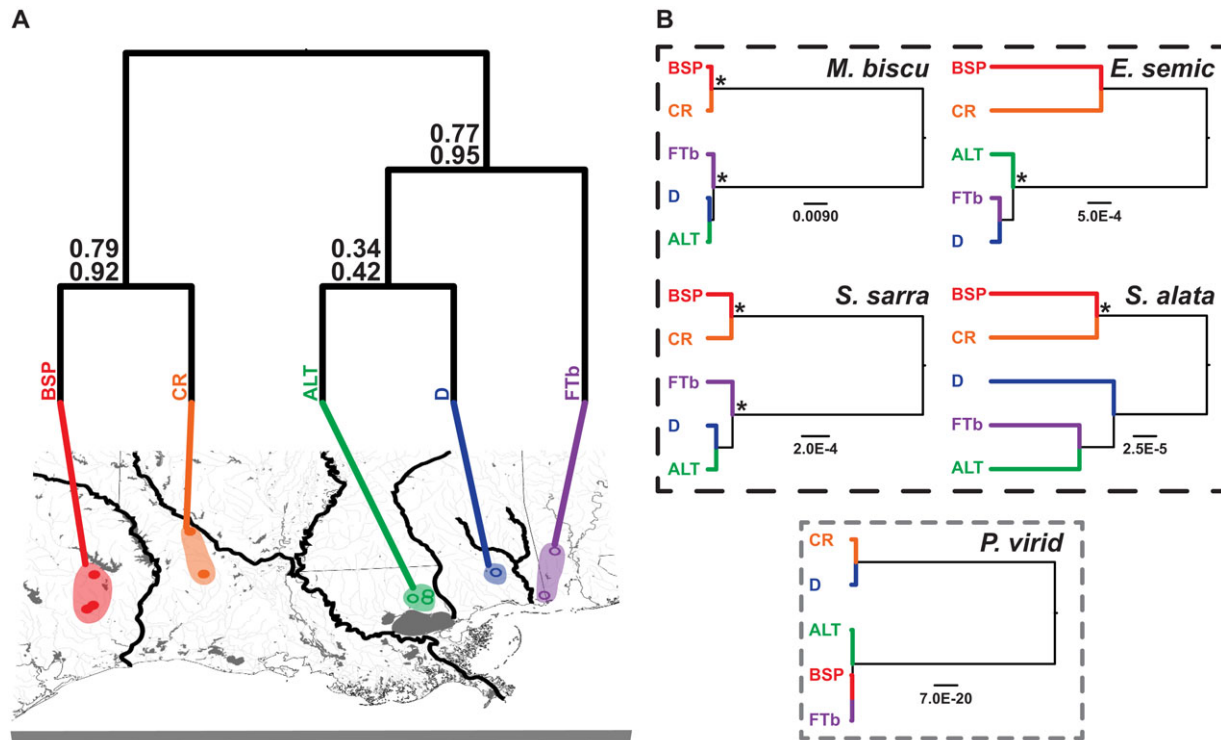 A
0.77
0.95
0.79
0.92
0.34
0.42
BSP
CR
ALT
D
FTb
B
M. biscu
BSP
CR
FTb
D
ALT
0.0090
E. semic
BSP
CR
ALT
FTb
D
5.0E-4
S. sarra
BSP
CR
FTb
D
ALT
2.0E-4
S. alata
BSP
CR
D
FTb
ALT
2.5E-5
P. virid
CR
D
ALT
BSP
FTb
7.0E-20